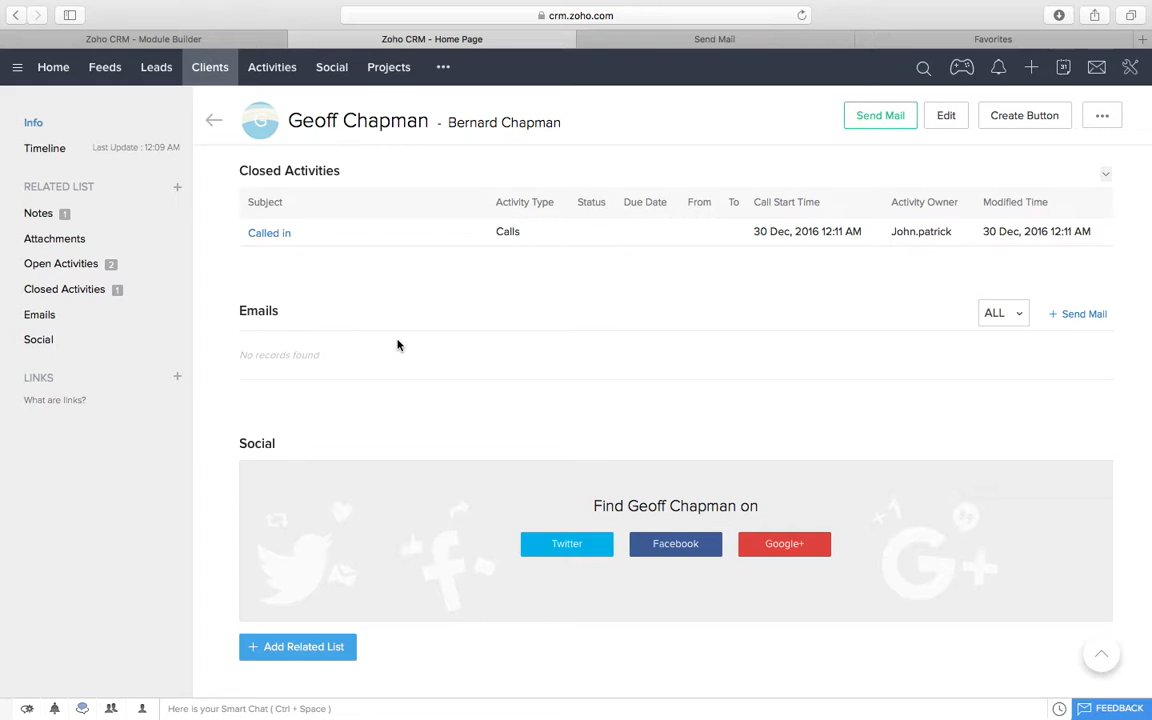 crm.zoho.com
Zoho CRM - Module Builder
Zoho CRM - Home Page
Send Mail
Favorites
Home Feeds Leads Clients Activities Social Projects
31
Info
Timeline Last Update : 12:09 AM
RELATED LIST
Notes 1
Attachments
Open Activities 2
Closed Activities 1
Emails
Social
LINKS
What are links?
G
Geoff Chapman - Bernard Chapman
Send Mail
Edit
Create Button
Closed Activities
Subject Activity Type Status Due Date From To Call Start Time Activity Owner Modified Time
Called in Calls 30 Dec, 2016 12:11 AM John.patrick 30 Dec, 2016 12:11 AM
Emails
ALL
+ Send Mail
No records found
Social
Find Geoff Chapman on
Twitter
Facebook
Google+
+ Add Related List
Here is your Smart Chat ( Ctrl + Space )
FEEDBACK